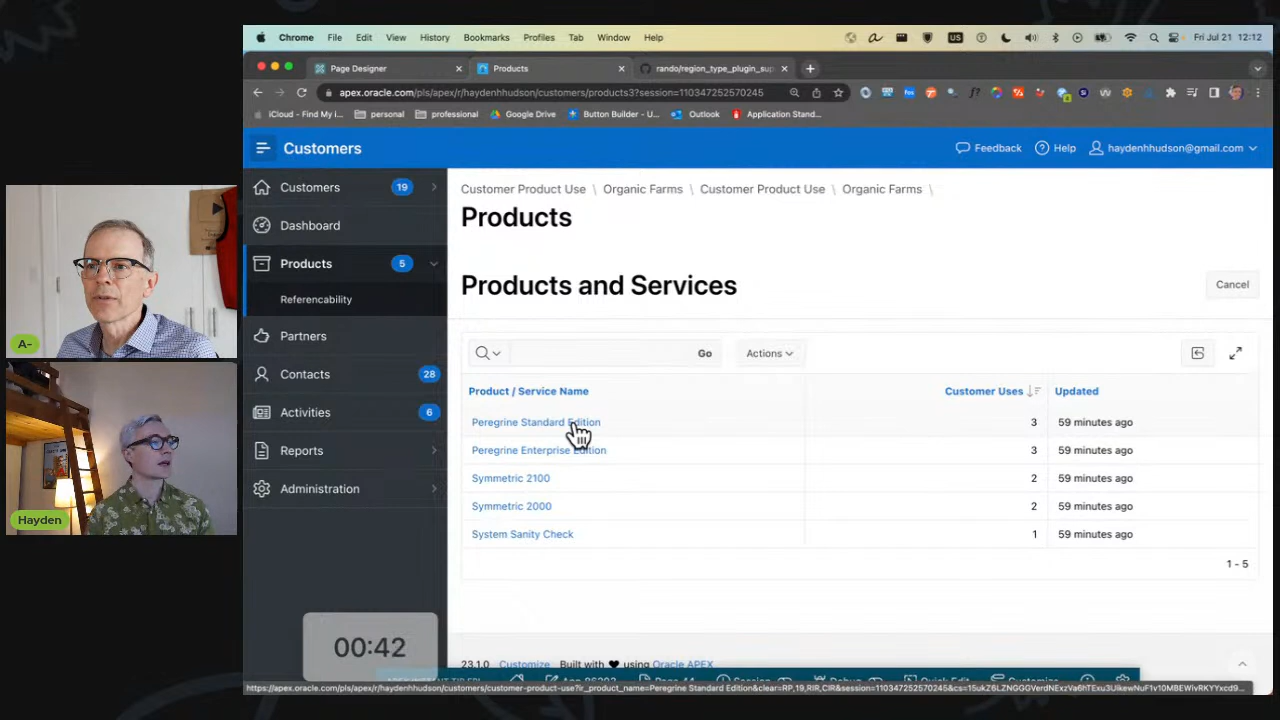 Chrome File Edit View History Bookmarks Profiles Tab Window Help US Fri Jul 21 12:12
Page Designer Products rando/region_type_plugin_sup
apex.oracle.com/pls/apex/r/haydenhhudson/customers/products3?session=110347252570245
iCloud - Find My i... personal professional Google Drive Button Builder - U... Outlook Application Stand...
Customers Feedback Help haydenhhudson@gmail.com
Customers 19
Dashboard
Products 5
Referencability
Partners
Contacts 28
Activities 6
Reports
Administration
Customer Product Use \ Organic Farms \ Customer Product Use \ Organic Farms \
Products
Products and Services
Cancel
Go Actions
Product / Service Name Customer Uses Updated
Peregrine Standard Edition 3 59 minutes ago
Peregrine Enterprise Edition 3 59 minutes ago
Symmetric 2100 2 59 minutes ago
Symmetric 2000 2 59 minutes ago
System Sanity Check 1 59 minutes ago
1 - 5
A-
Hayden
00:42
23.1.0 Customize Built with ♥ using Oracle APEX